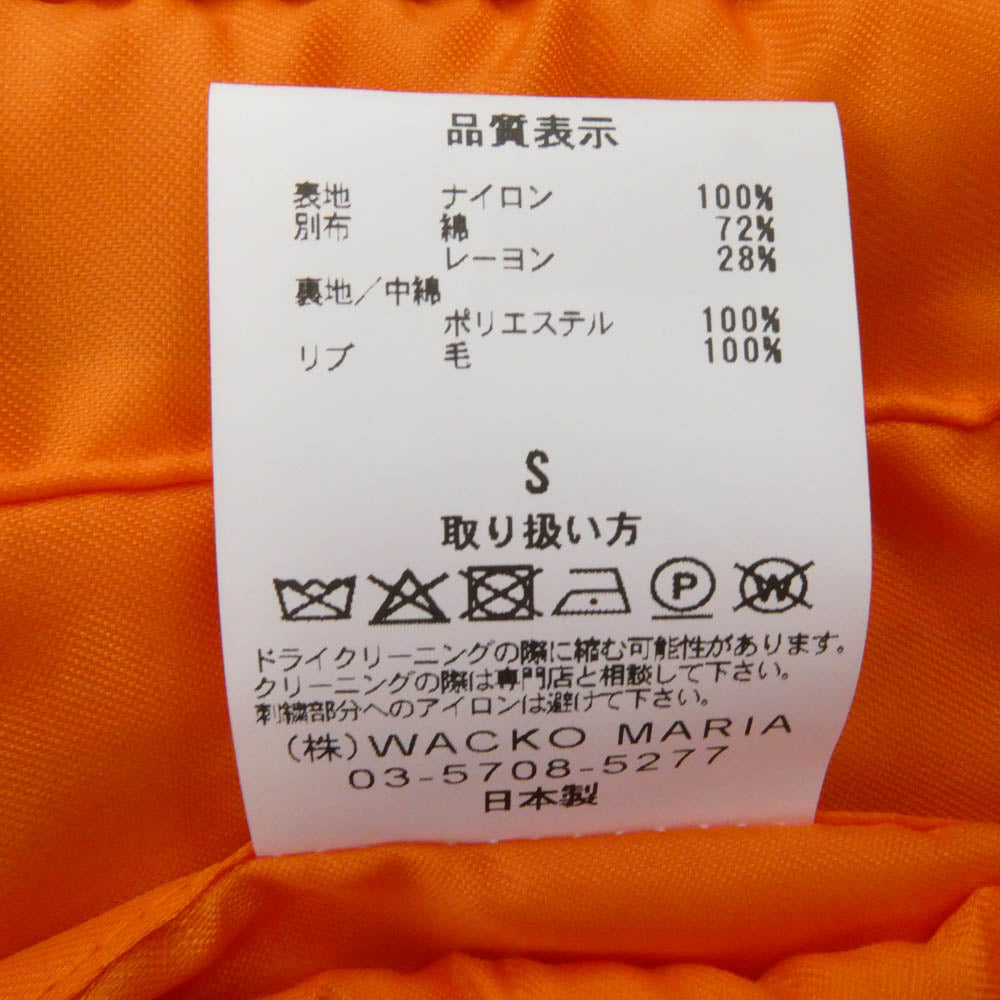 品質表示
表地 ナイロン 100%
別布 綿 72%
レーヨン 28%
裏地／中綿
ポリエステル 100%
リブ 毛 100%
S
取り扱い方
P W
ドライクリーニングの際に縮む可能性があります。
クリーニングの際は専門店と相談して下さい。
刺繍部分へのアイロンは避けて下さい。
(株)WACKO MARIA
03-5708-5277
日本製